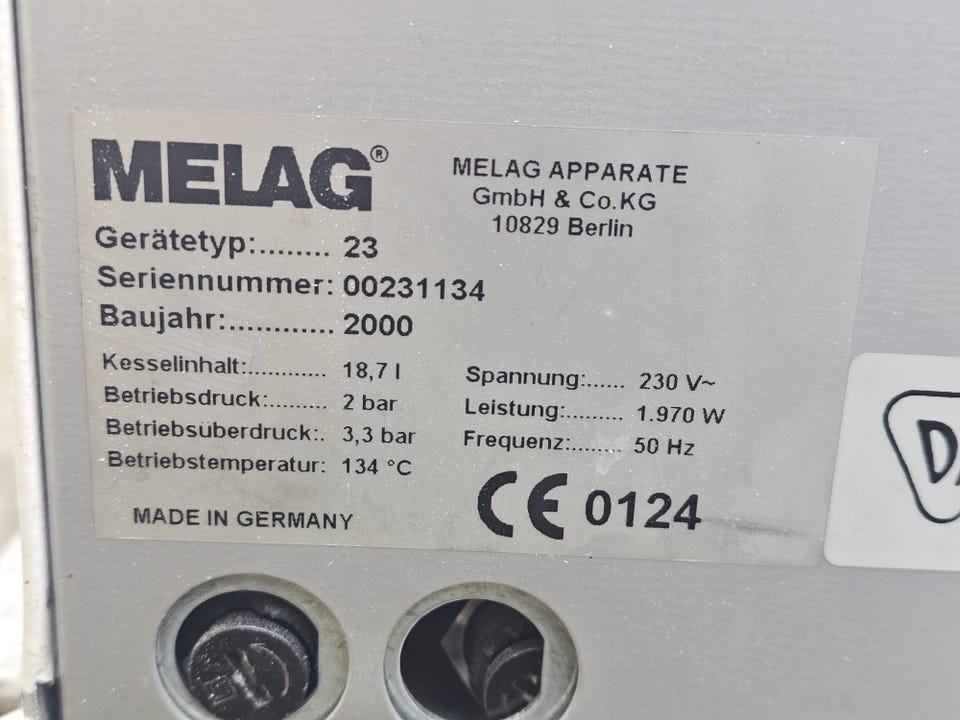 MELAG®
MELAG APPARATE
GmbH & Co.KG
10829 Berlin
Gerätetyp:........ 23
Seriennummer: 00231134
Baujahr:............ 2000
Kesselinhalt:............ 18,7 l
Betriebsdruck:......... 2 bar
Betriebsüberdruck:. 3,3 bar
Betriebstemperatur: 134 °C
Spannung:...... 230 V~
Leistung:......... 1.970 W
Frequenz:........ 50 Hz
MADE IN GERMANY
CE 0124